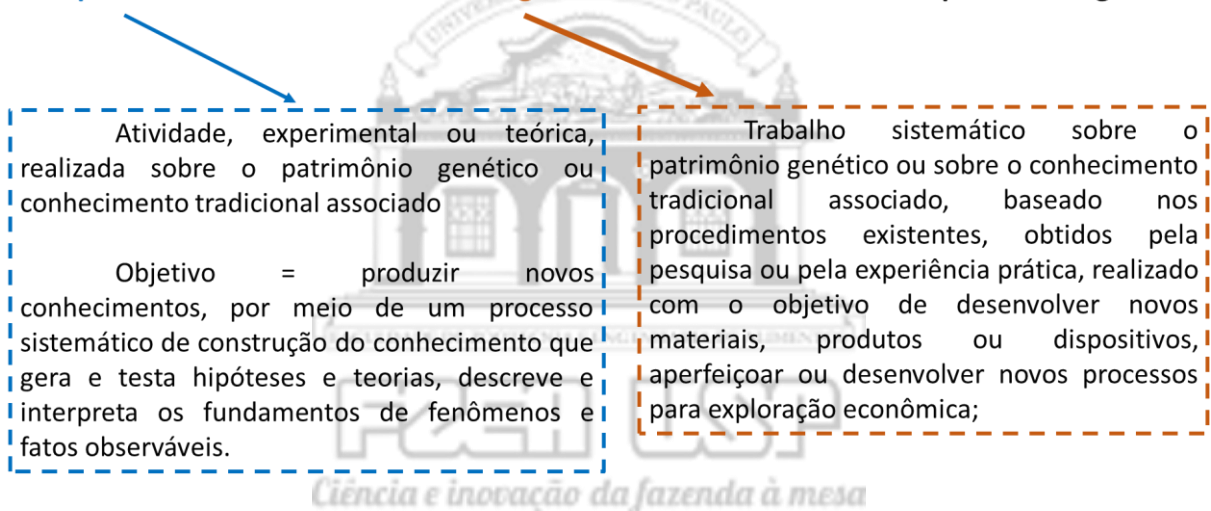 Atividade, experimental ou teórica,
realizada sobre o patrimônio genético ou
conhecimento tradicional associado
Objetivo = produzir novos
conhecimentos, por meio de um processo
sistemático de construção do conhecimento que
gera e testa hipóteses e teorias, descreve e
interpreta os fundamentos de fenômenos e
fatos observáveis.
Trabalho sistemático sobre o
patrimônio genético ou sobre o conhecimento
tradicional associado, baseado nos
procedimentos existentes, obtidos pela
pesquisa ou pela experiência prática, realizado
com o objetivo de desenvolver novos
materiais, produtos ou dispositivos,
aperfeiçoar ou desenvolver novos processos
para exploração econômica;
USP
Ciência e inovação da fazenda à mesa